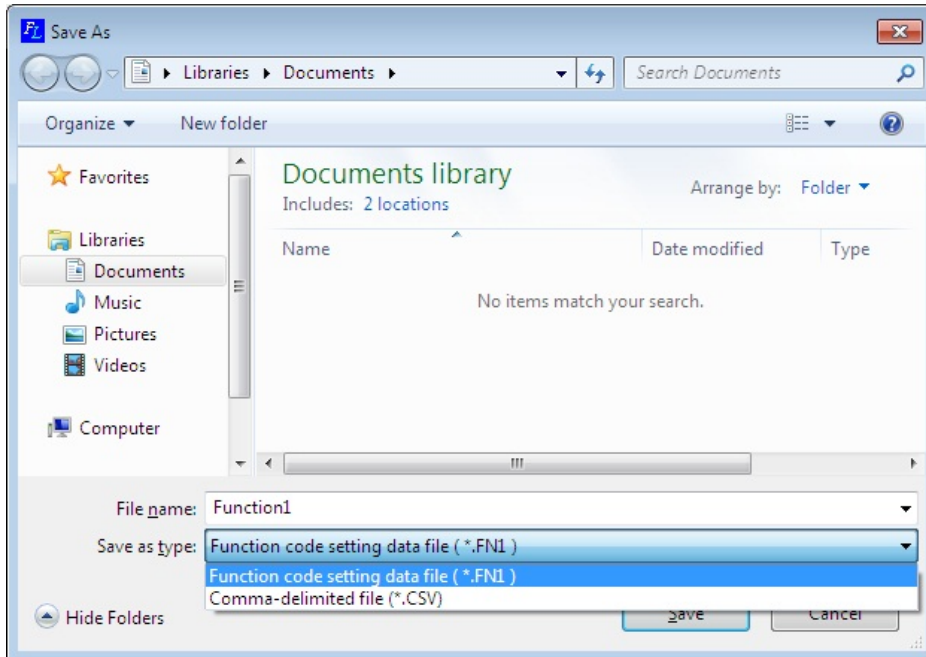 FL Save As
Libraries Documents Search Documents
Organize New folder
Favorites
Libraries
Documents
Music
Pictures
Videos
Computer
Documents library
Includes: 2 locations
Arrange by: Folder
Name Date modified Type
No items match your search.
File name: Function1
Save as type: Function code setting data file ( *.FN1 )
Function code setting data file ( *.FN1 )
Comma-delimited file (*.CSV)
Hide Folders Save Cancel